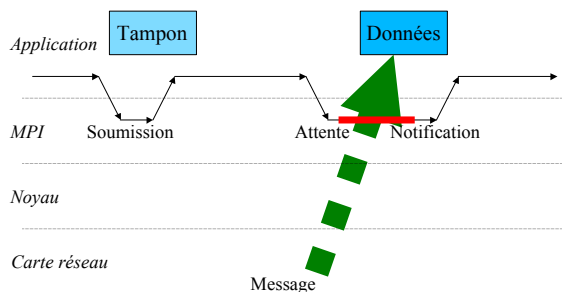 Tampon
Données
Application
MPI
Soumission
Attente
Notification
Noyau
Carte réseau
Message